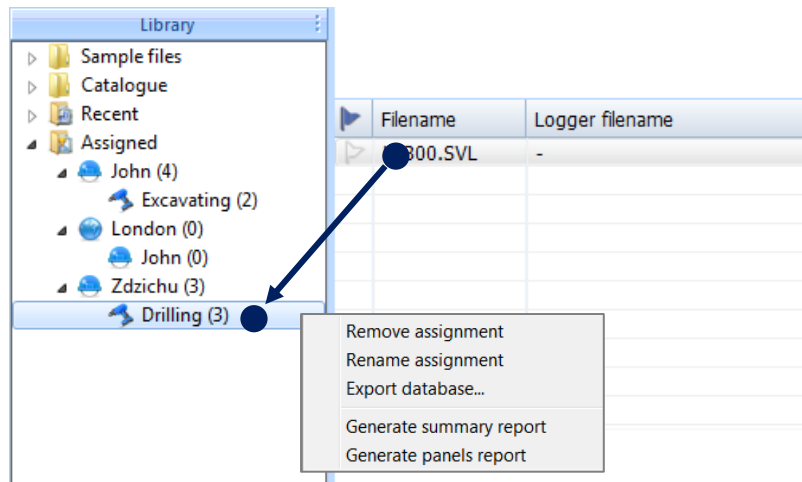 Library
Sample files
Catalogue
Recent
Assigned
John (4)
Excavating (2)
London (0)
John (0)
Zdzichu (3)
Drilling (3)
Filename Logger filename
300.SVL -
Remove assignment
Rename assignment
Export database...
Generate summary report
Generate panels report